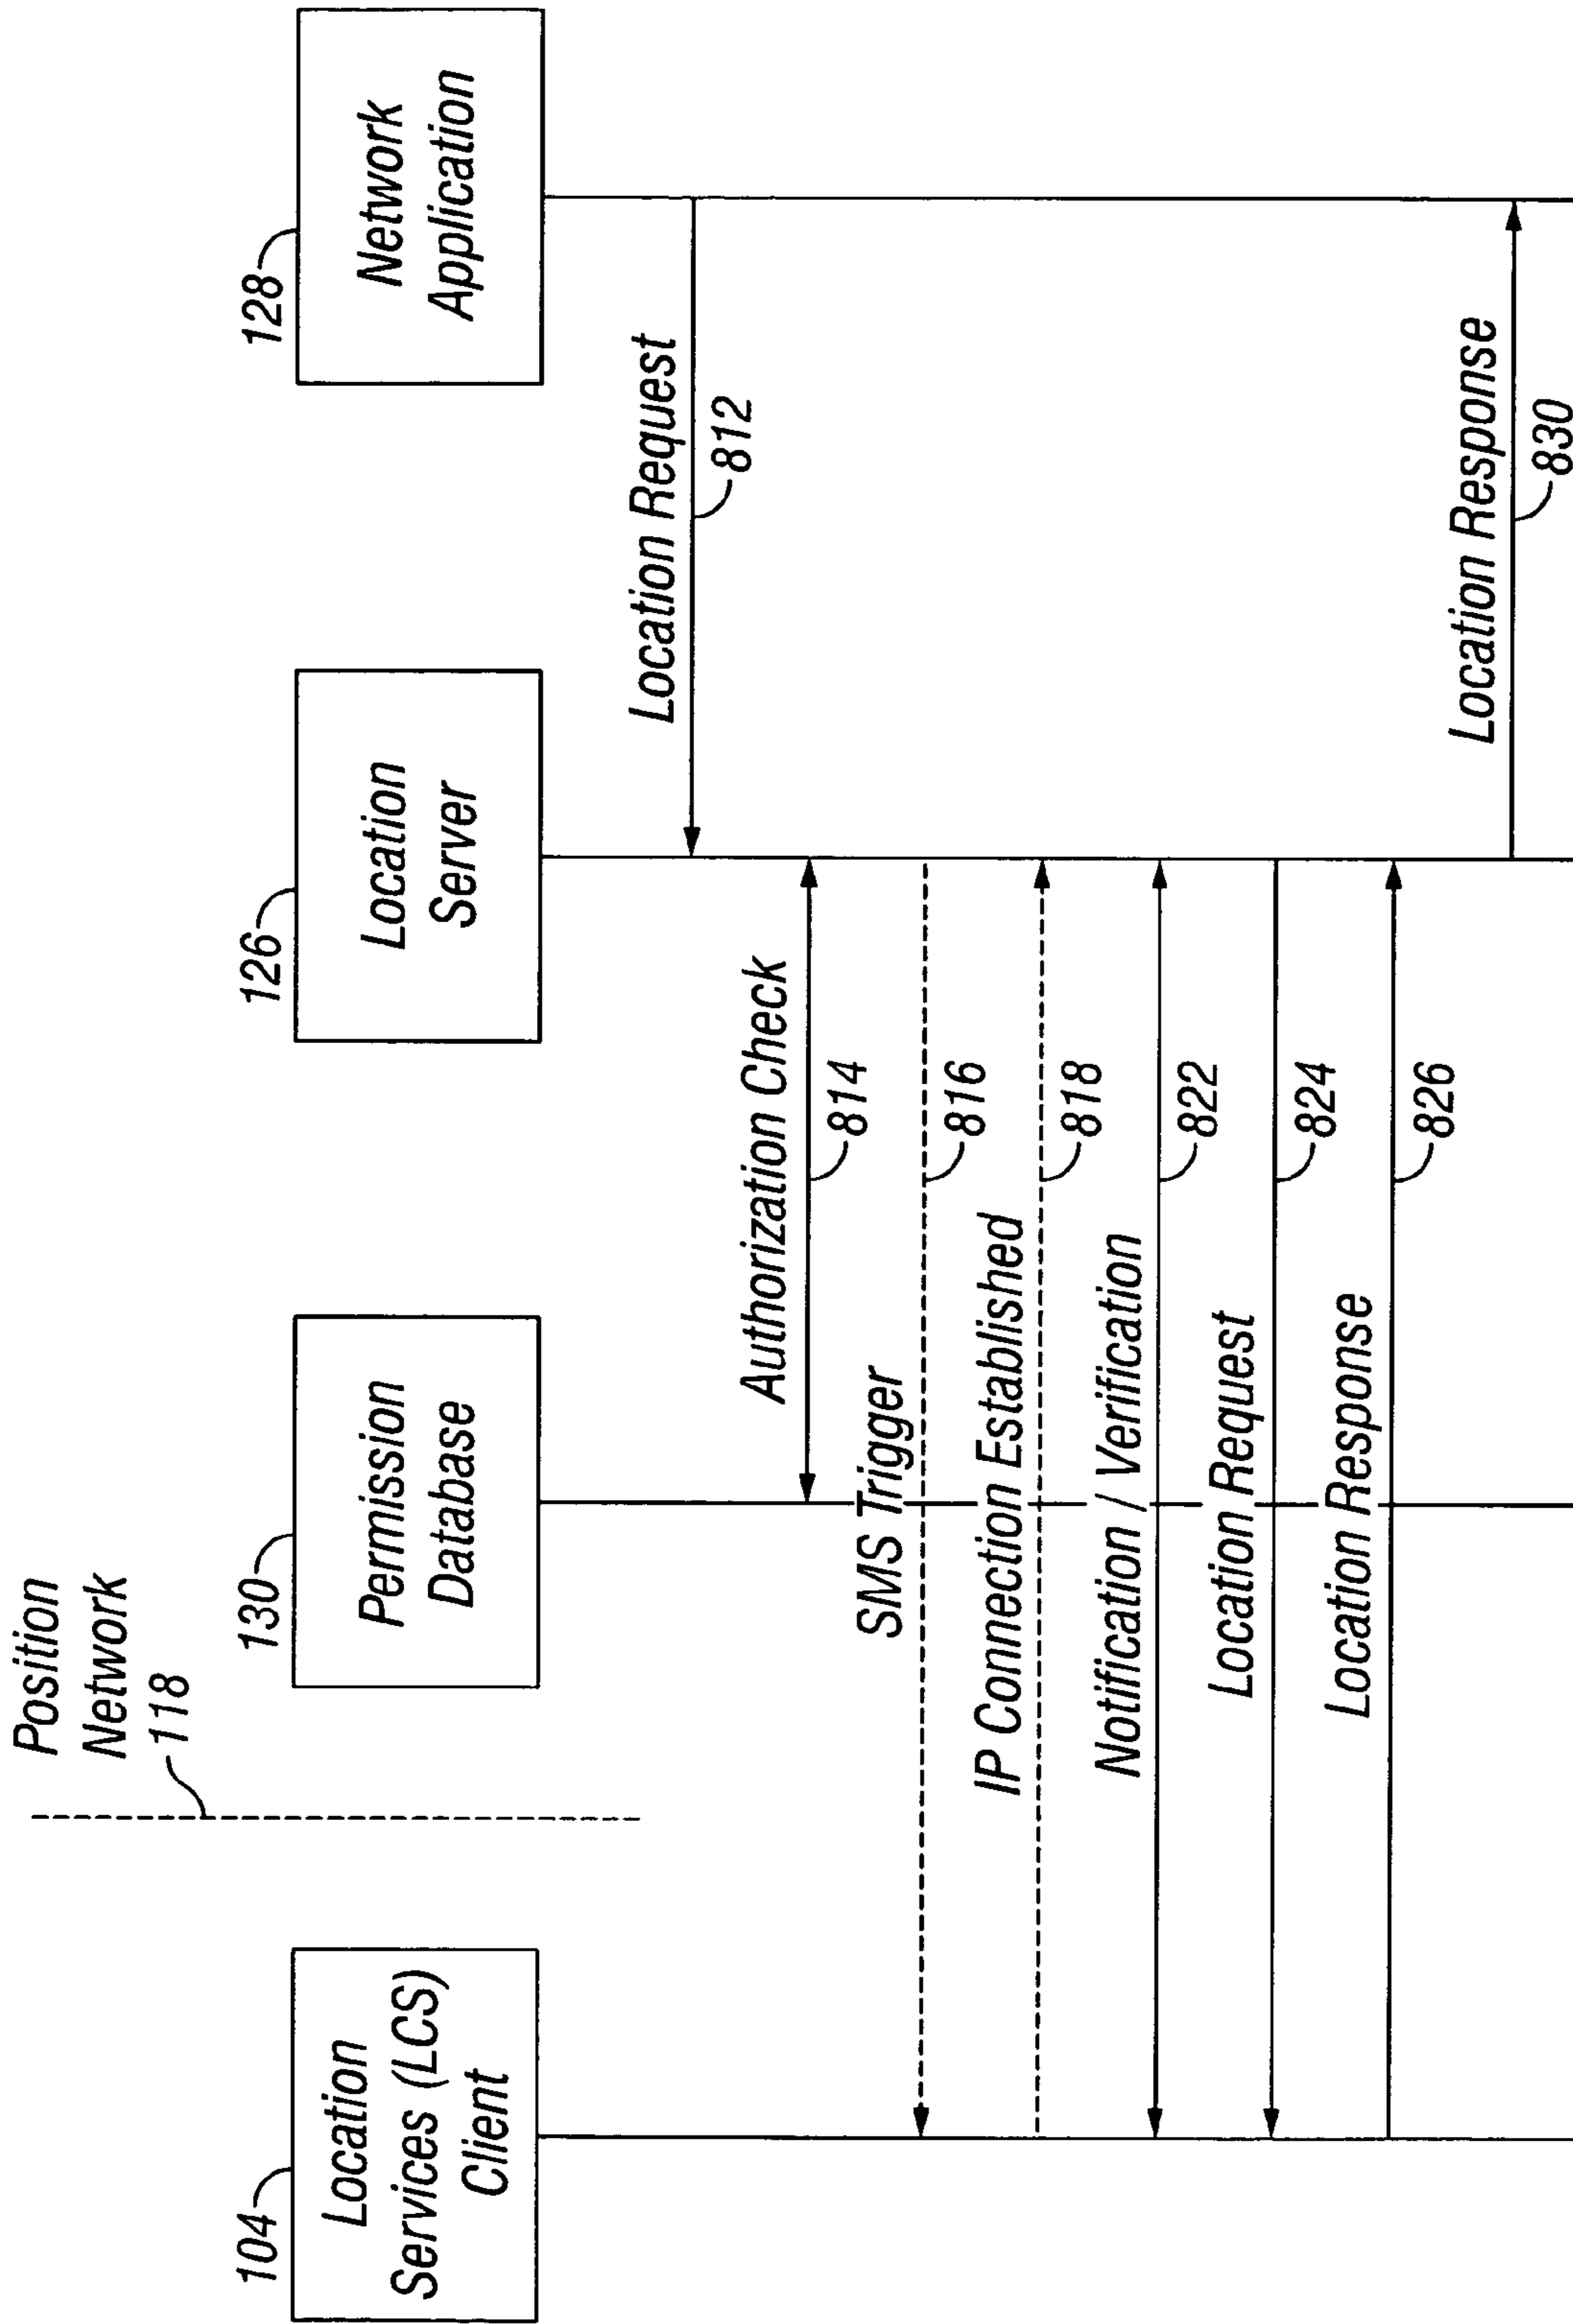 Position
Network
118
104
Location
Services (LCS)
Client
130
Permission
Database
126
Location
Server
128
Network
Application
Location Request
812
Authorization Check
814
SMS Trigger
816
IP Connection Established
818
Notification / Verification
822
Location Request
824
Location Response
826
Location Response
830